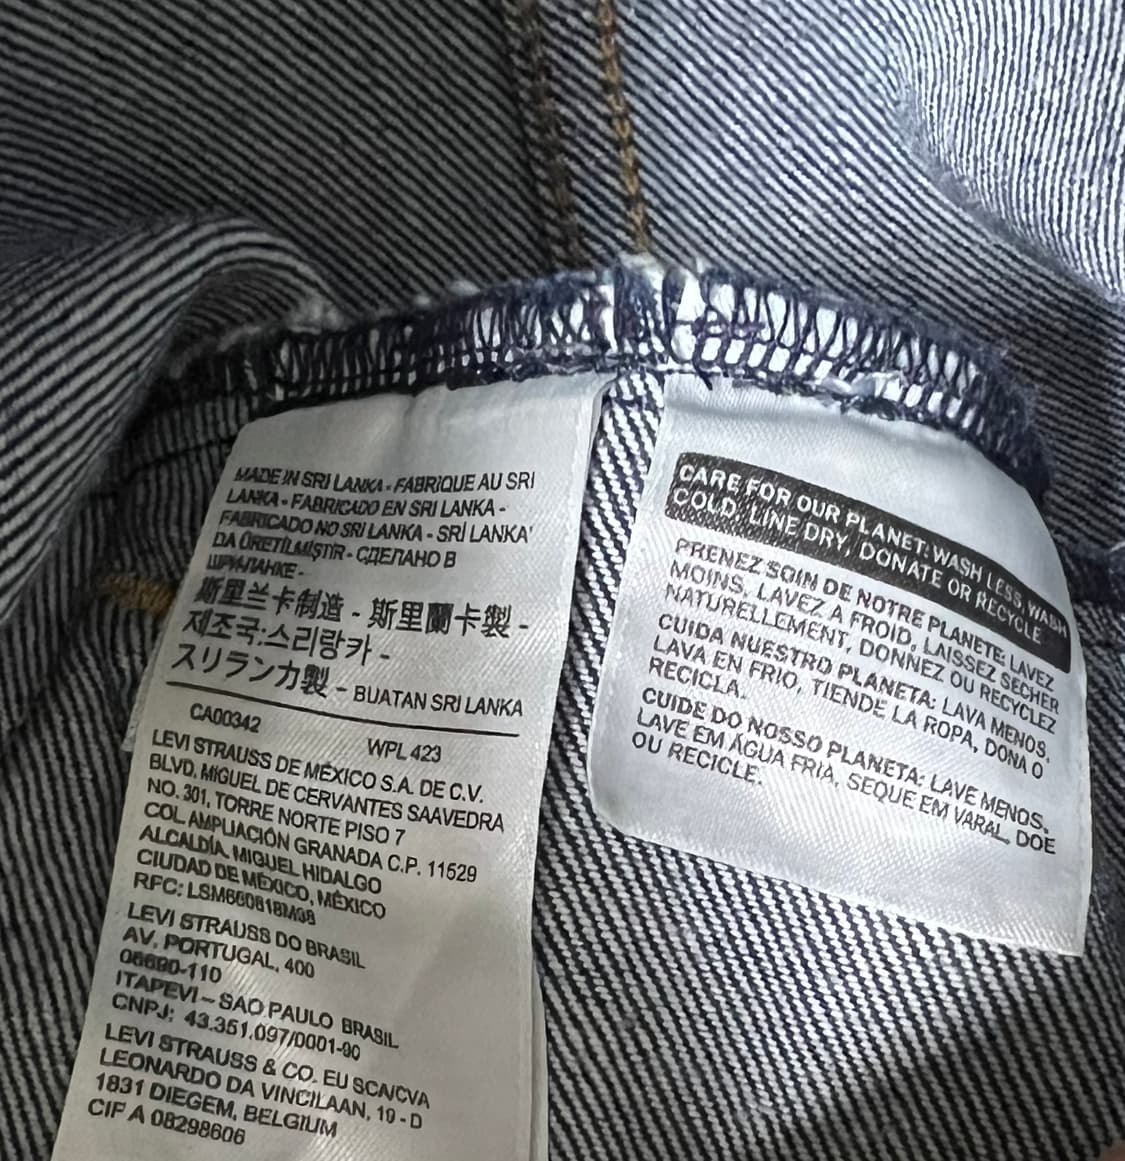 MADE IN SRI LANKA - FABRIQUE AU SRI
LANKA - FABRICADO EN SRI LANKA -
FABRICADO NO SRI LANKA - SRİ LANKA'
DA ÜRETİLMİŞTİR - СДЕЛАНО В
ШРИ-ЛАНКЕ -
斯里兰卡制造 - 斯里蘭卡製 -
제조국:스리랑카 -
スリランカ製 - BUATAN SRI LANKA
CA00342
WPL 423
LEVI STRAUSS DE MÉXICO S.A. DE C.V.
BLVD. MIGUEL DE CERVANTES SAAVEDRA
NO. 301, TORRE NORTE PISO 7
COL AMPLIACIÓN GRANADA C.P. 11529
ALCALDÍA, MIGUEL HIDALGO
CIUDAD DE MÉXICO, MÉXICO
RFC:
LEVI STRAUSS DO BRASIL
AV. PORTUGAL, 400
06690-110
ITAPEVI – SAO PAULO BRASIL
CNPJ: 43.351.097/0001-90
LEVI STRAUSS & CO. EU SCA/CVA
LEONARDO DA VINCILAAN, 19 - D
1831 DIEGEM, BELGIUM
CIF A 08298606
CARE FOR OUR PLANET: WASH LESS, WASH
COLD, LINE DRY, DONATE OR RECYCLE
PRENEZ SOIN DE NOTRE PLANETE: LAVEZ
MOINS, LAVEZ A FROID, LAISSEZ SECHER
NATURELLEMENT, DONNEZ OU RECYCLEZ
CUIDA NUESTRO PLANETA: LAVA MENOS,
LAVA EN FRIO, TIENDE LA ROPA, DONA O
RECICLA.
CUIDE DO NOSSO PLANETA: LAVE MENOS,
LAVE EM ÁGUA FRIA, SEQUE EM VARAL, DOE
OU RECICLE.